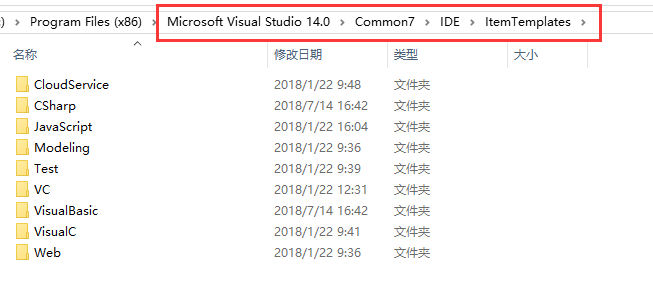 :) > Program Files (x86) > Microsoft Visual Studio 14.0 > Common7 > IDE > ItemTemplates >
名称 修改日期 类型 大小
CloudService 2018/1/22 9:48 文件夹
CSharp 2018/7/14 16:42 文件夹
JavaScript 2018/1/22 16:04 文件夹
Modeling 2018/1/22 9:36 文件夹
Test 2018/1/22 9:39 文件夹
VC 2018/1/22 12:31 文件夹
VisualBasic 2018/7/14 16:42 文件夹
VisualC 2018/1/22 9:41 文件夹
Web 2018/1/22 9:36 文件夹